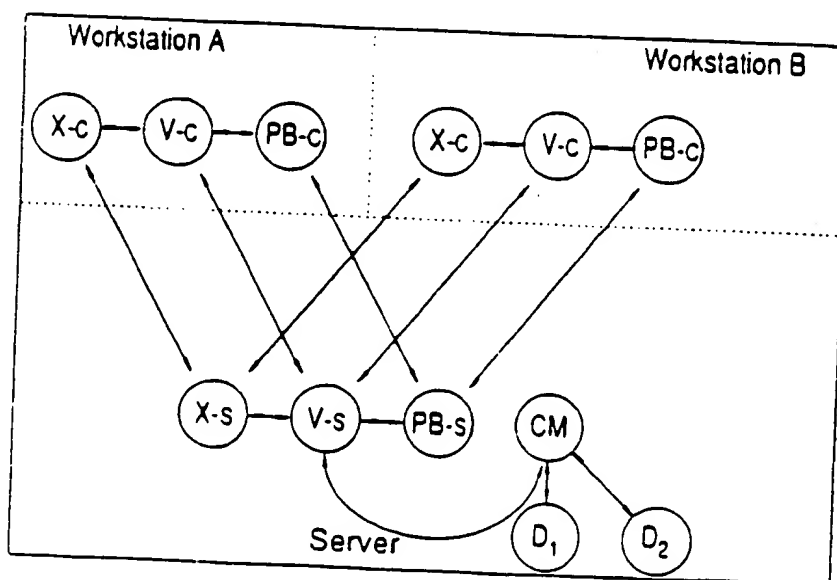 Workstation A
Workstation B
X-c
V-c
PB-c
X-c
V-c
PB-c
X-s
V-s
PB-s
CM
Server
D₁
D₂